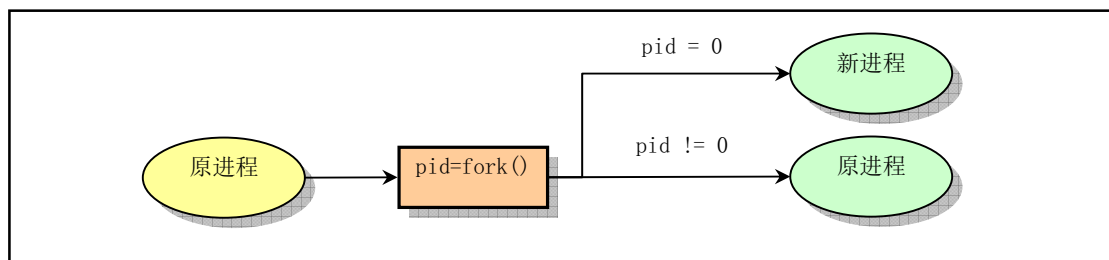 pid = 0
新进程
原进程
pid=fork()
pid != 0
原进程